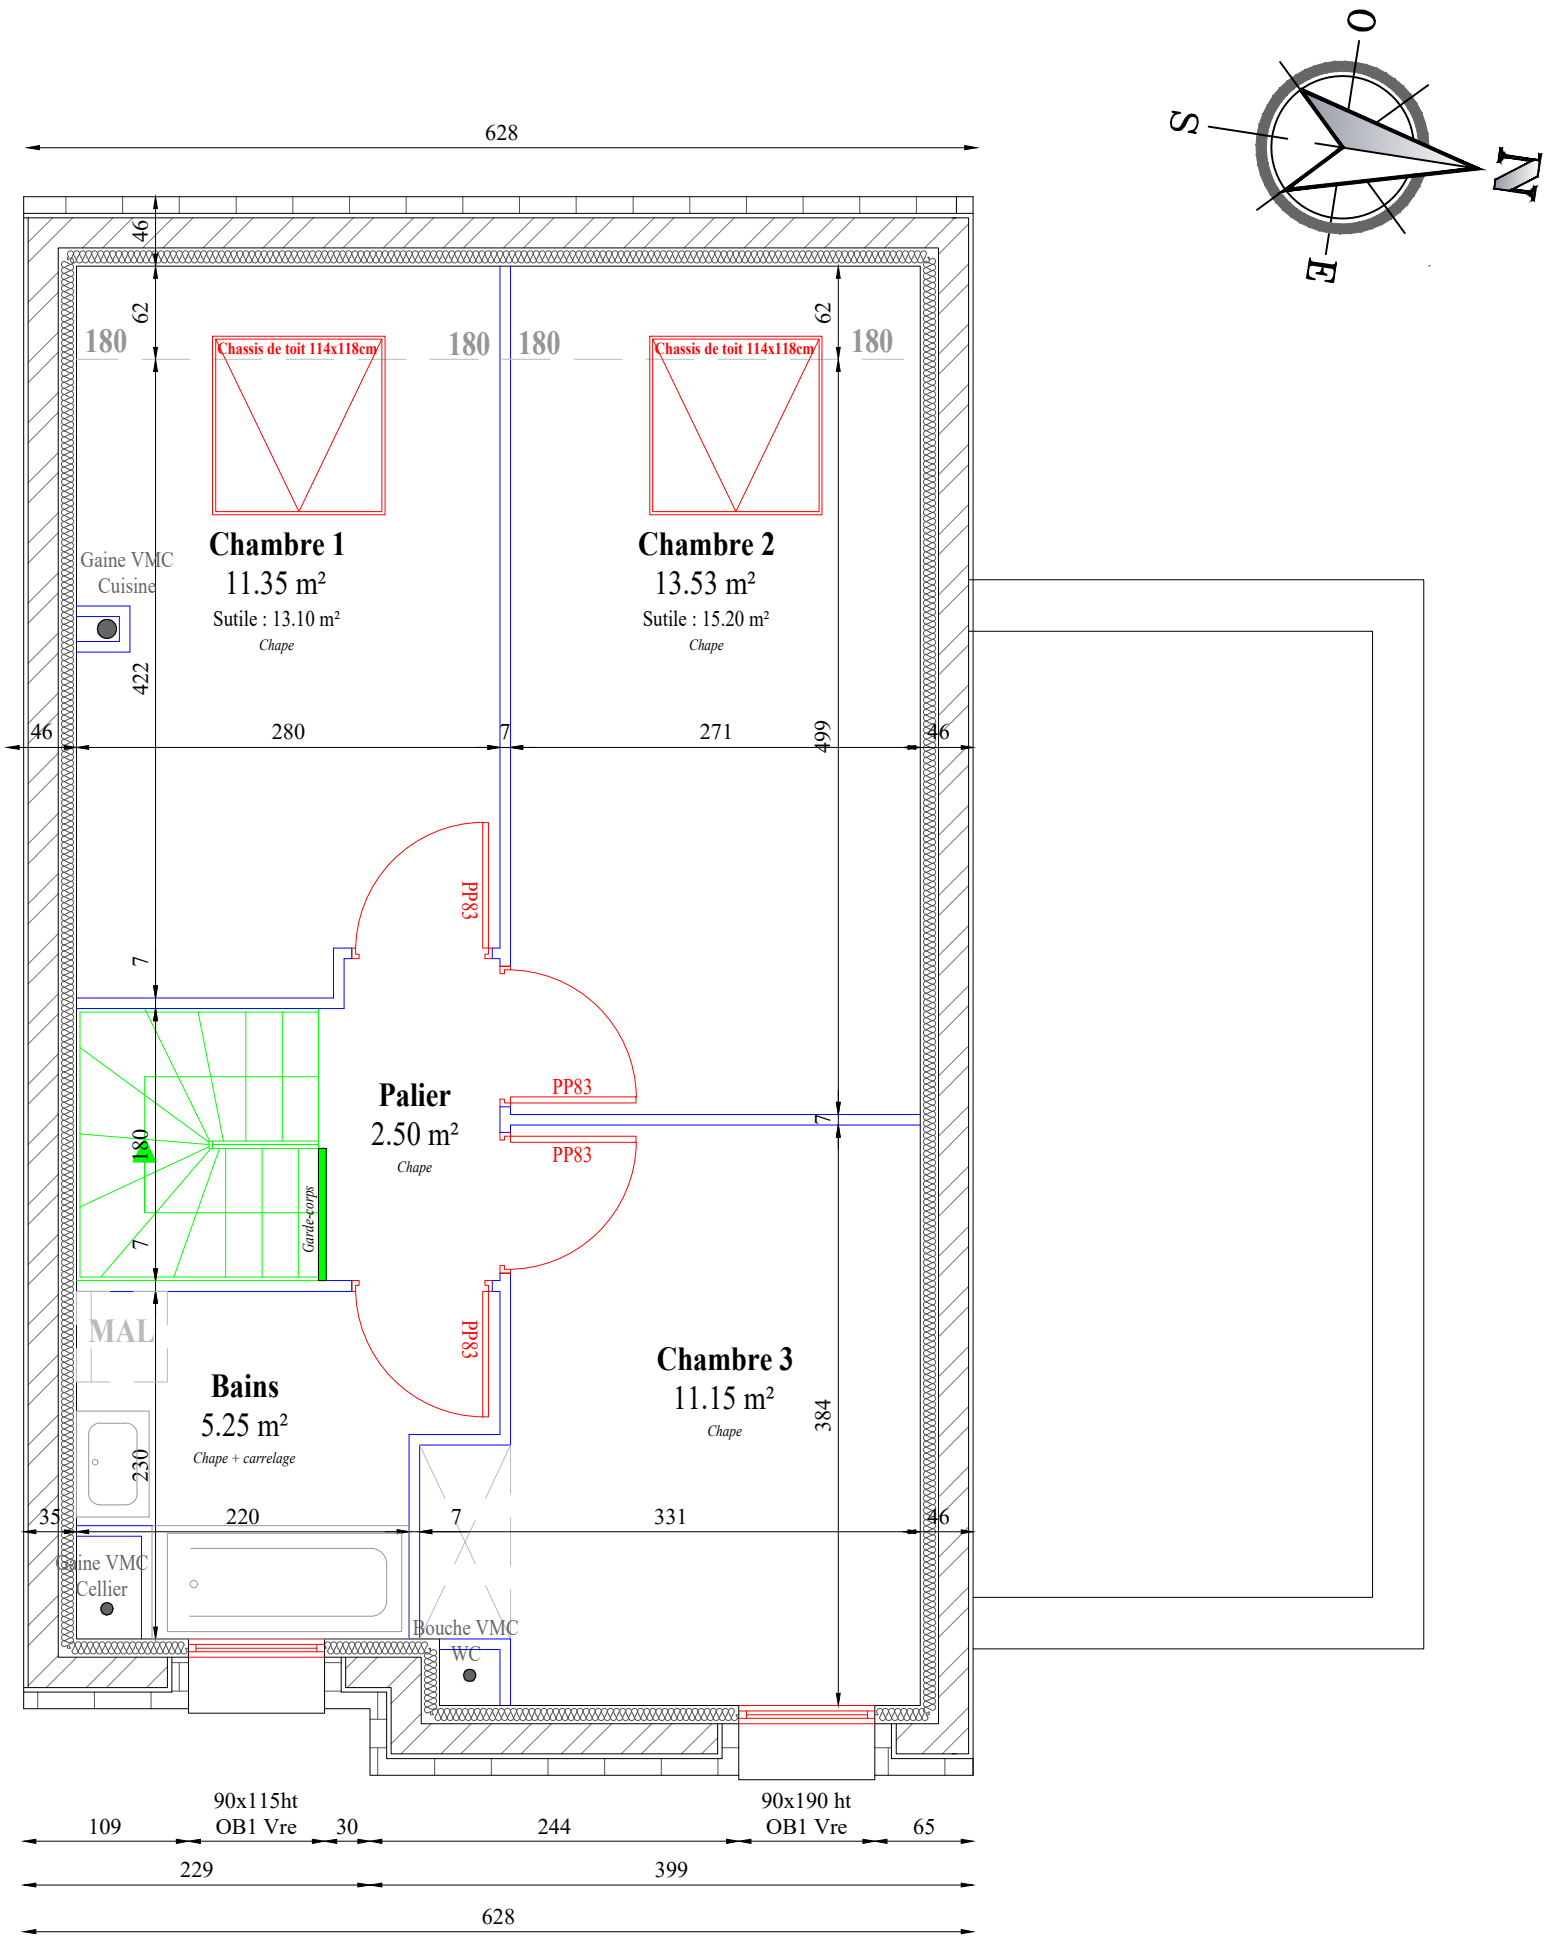 O
S
N
E
628
46
62
62
180
180
180
180
Chassis de toit 114x118cm
Chassis de toit 114x118cm
Chambre 1
11.35 m²
Sutile : 13.10 m²
Chape
Chambre 2
13.53 m²
Sutile : 15.20 m²
Chape
Gaine VMC
Cuisine
422
499
46
280
7
271
46
PP83
7
PP83
Palier
2.50 m²
Chape
7
PP83
180
Garde-corps
7
MAL
PP83
Bains
5.25 m²
Chape + carrelage
Chambre 3
11.15 m²
Chape
384
230
35
220
7
331
46
Gaine VMC
Cellier
Bouche VMC
WC
90x115ht
OB1 Vre
90x190 ht
OB1 Vre
109
30
244
65
229
399
628